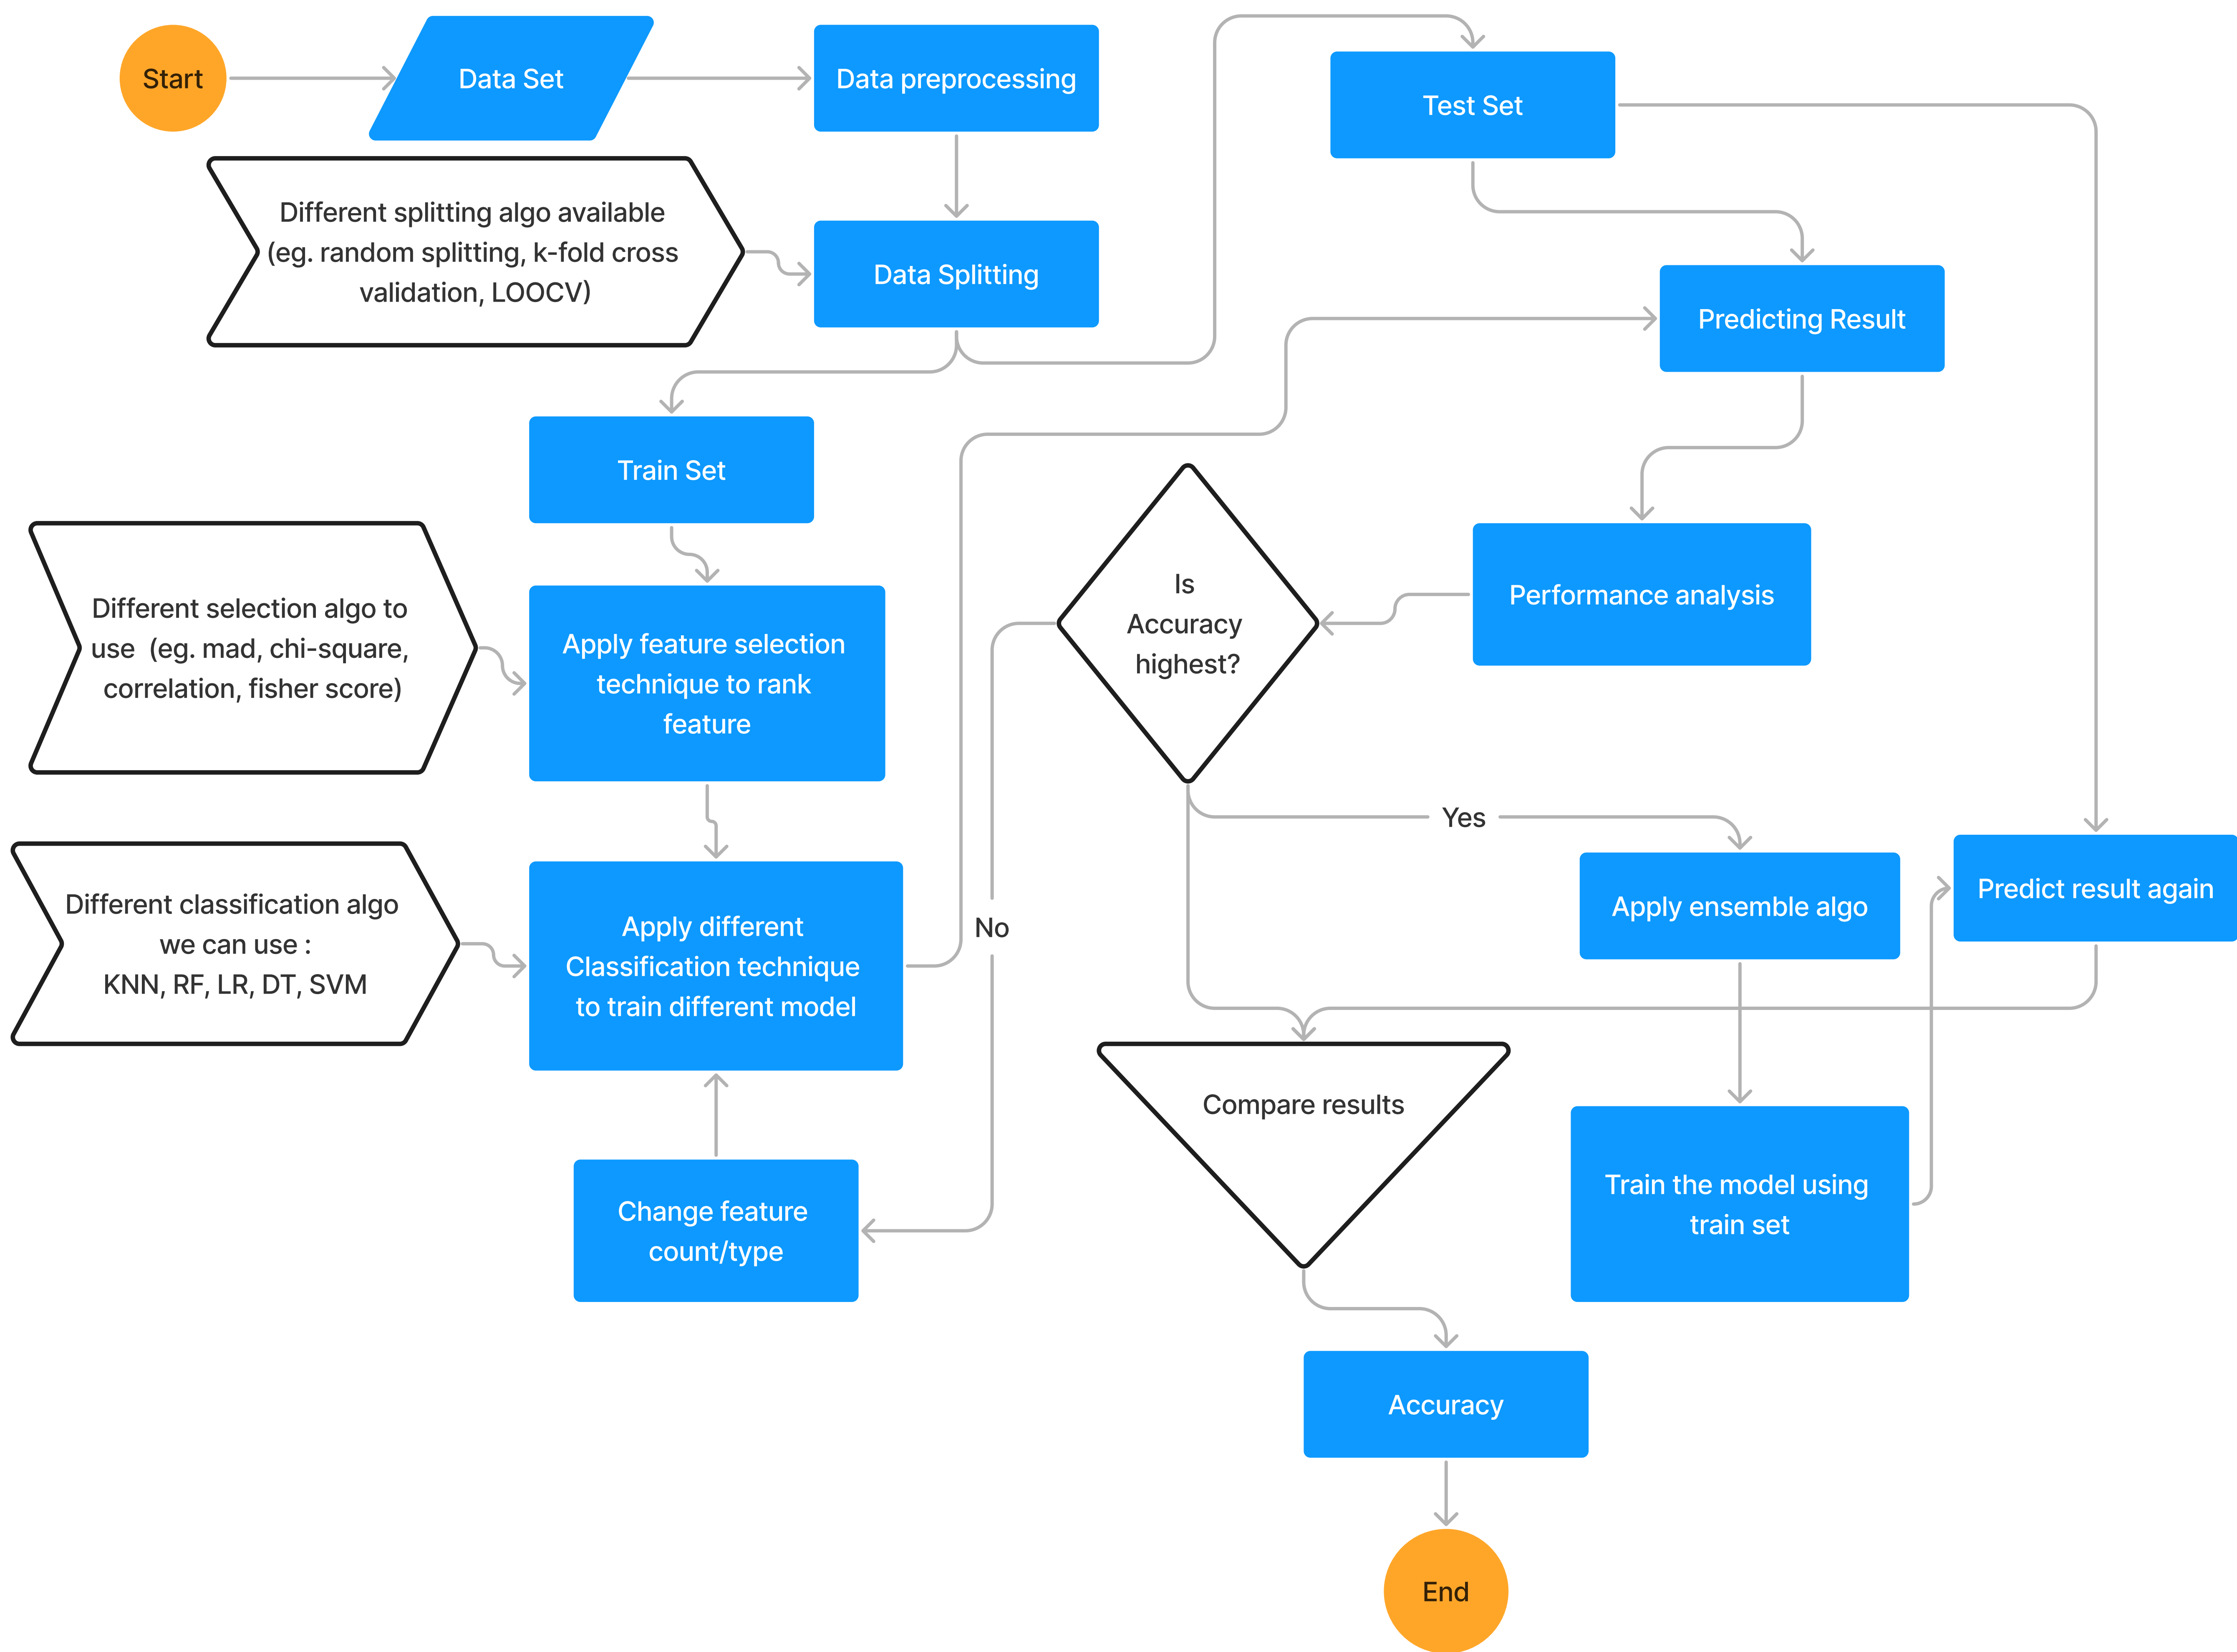 Start
Data Set
Data preprocessing
Test Set
Different splitting algo available
(eg. random splitting, k-fold cross
validation, LOOCV)
Data Splitting
Predicting Result
Train Set
Is
Accuracy
highest?
Performance analysis
Different selection algo to
use  (eg. mad, chi-square,
correlation, fisher score)
Apply feature selection
technique to rank
feature
Yes
Different classification algo
we can use :
KNN, RF, LR, DT, SVM
Apply different
Classification technique
to train different model
No
Apply ensemble algo
Predict result again
Compare results
Change feature
count/type
Train the model using
train set
Accuracy
End